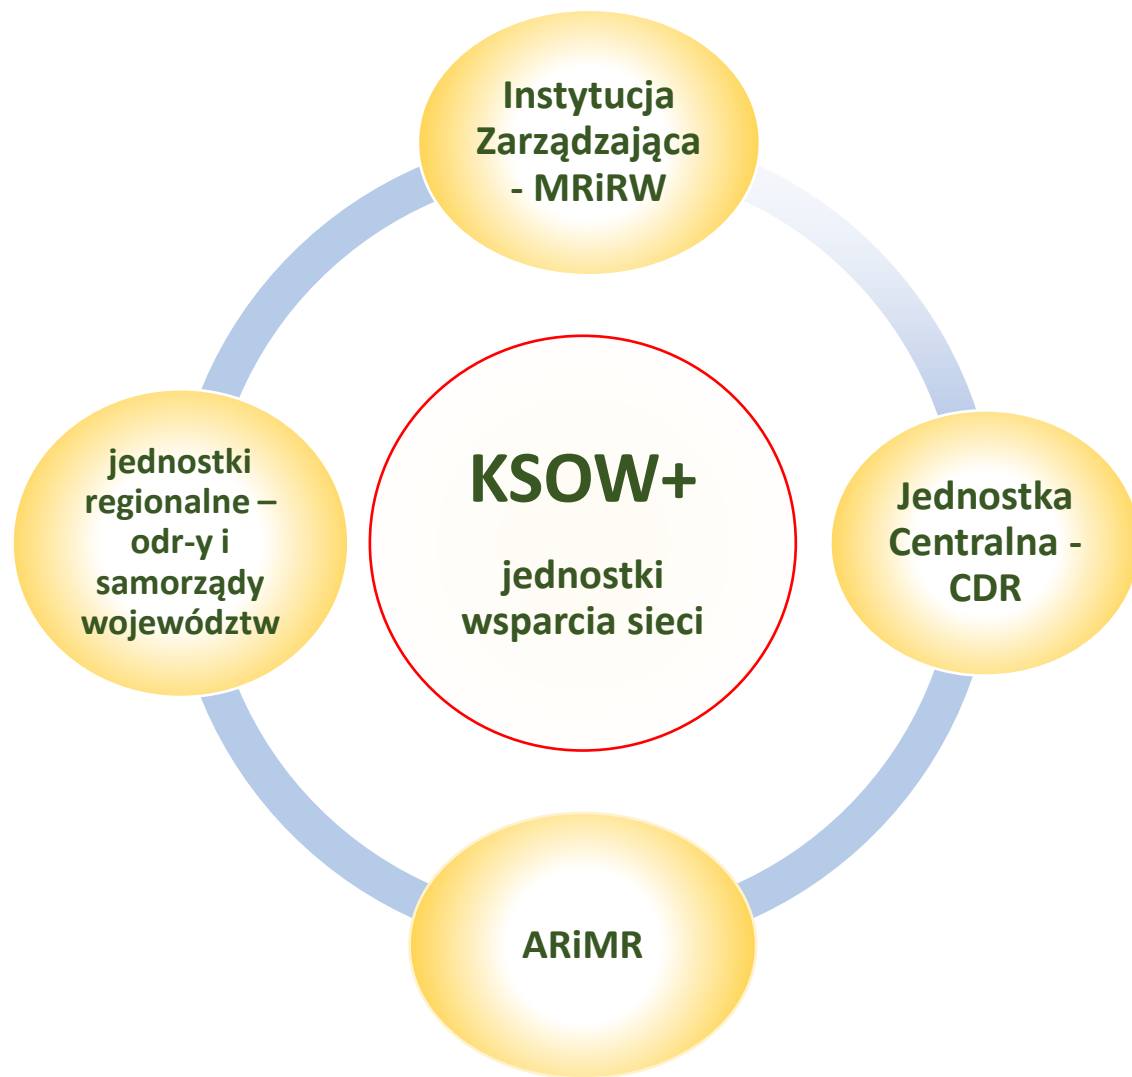 Instytucja
Zarządzająca
- MRiRW
jednostki
regionalne –
odr-y i
samorządy
województw
KSOW+
jednostki
wsparcia sieci
Jednostka
Centralna -
CDR
ARiMR